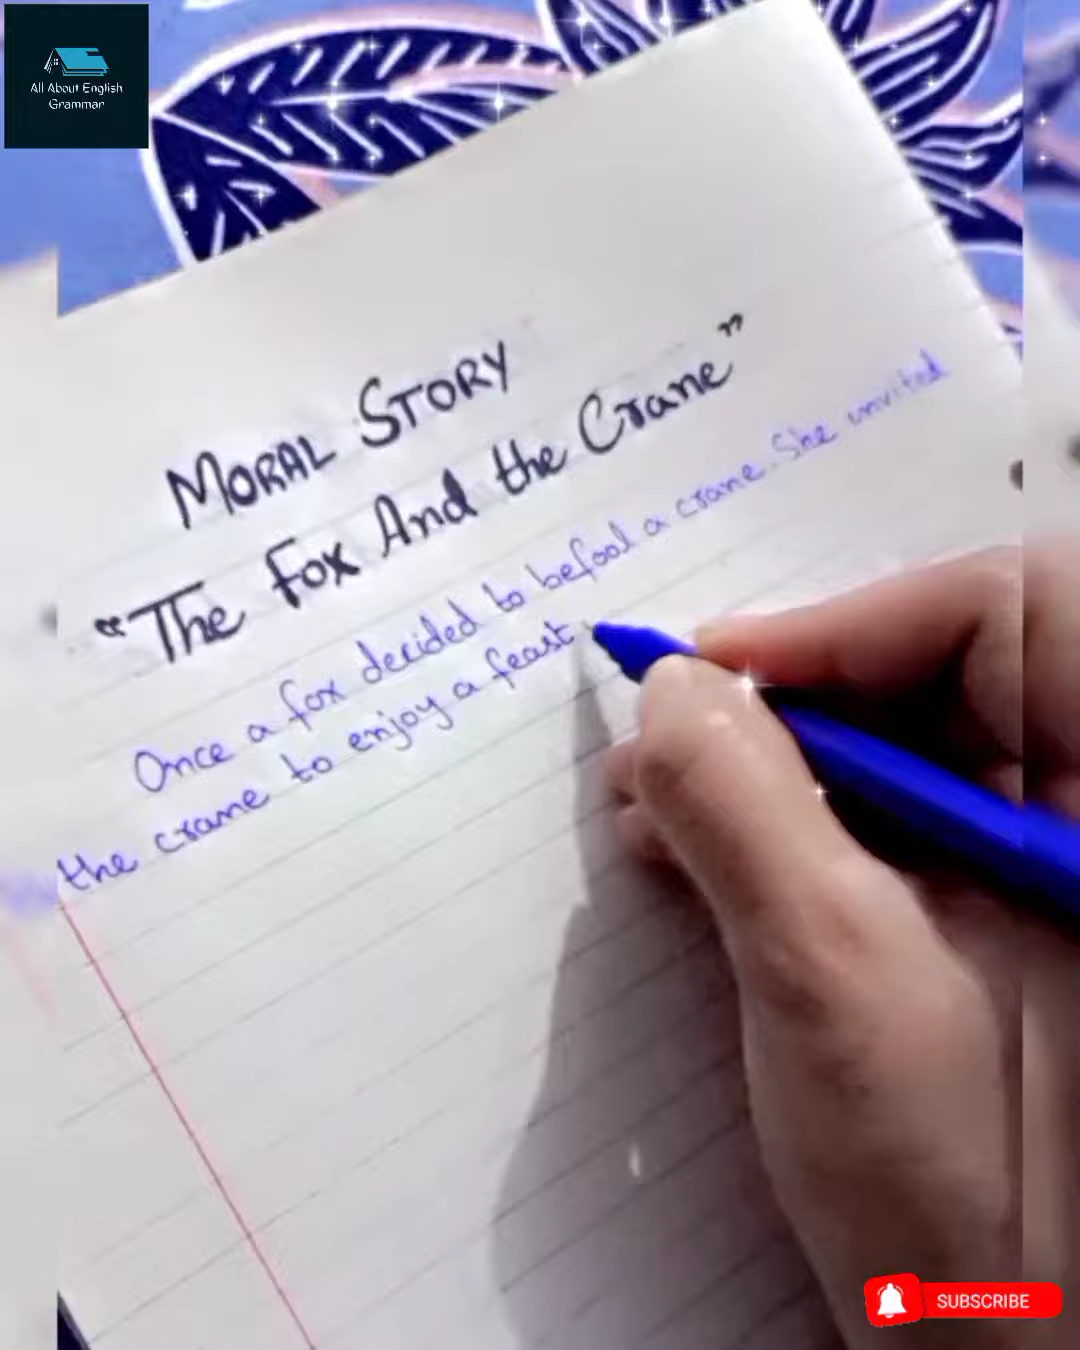 All About English
Grammar
MORAL STORY
"The Fox And the Crane"
Once a fox decided to befool a crane. She invited
the crane to enjoy a feast
SUBSCRIBE